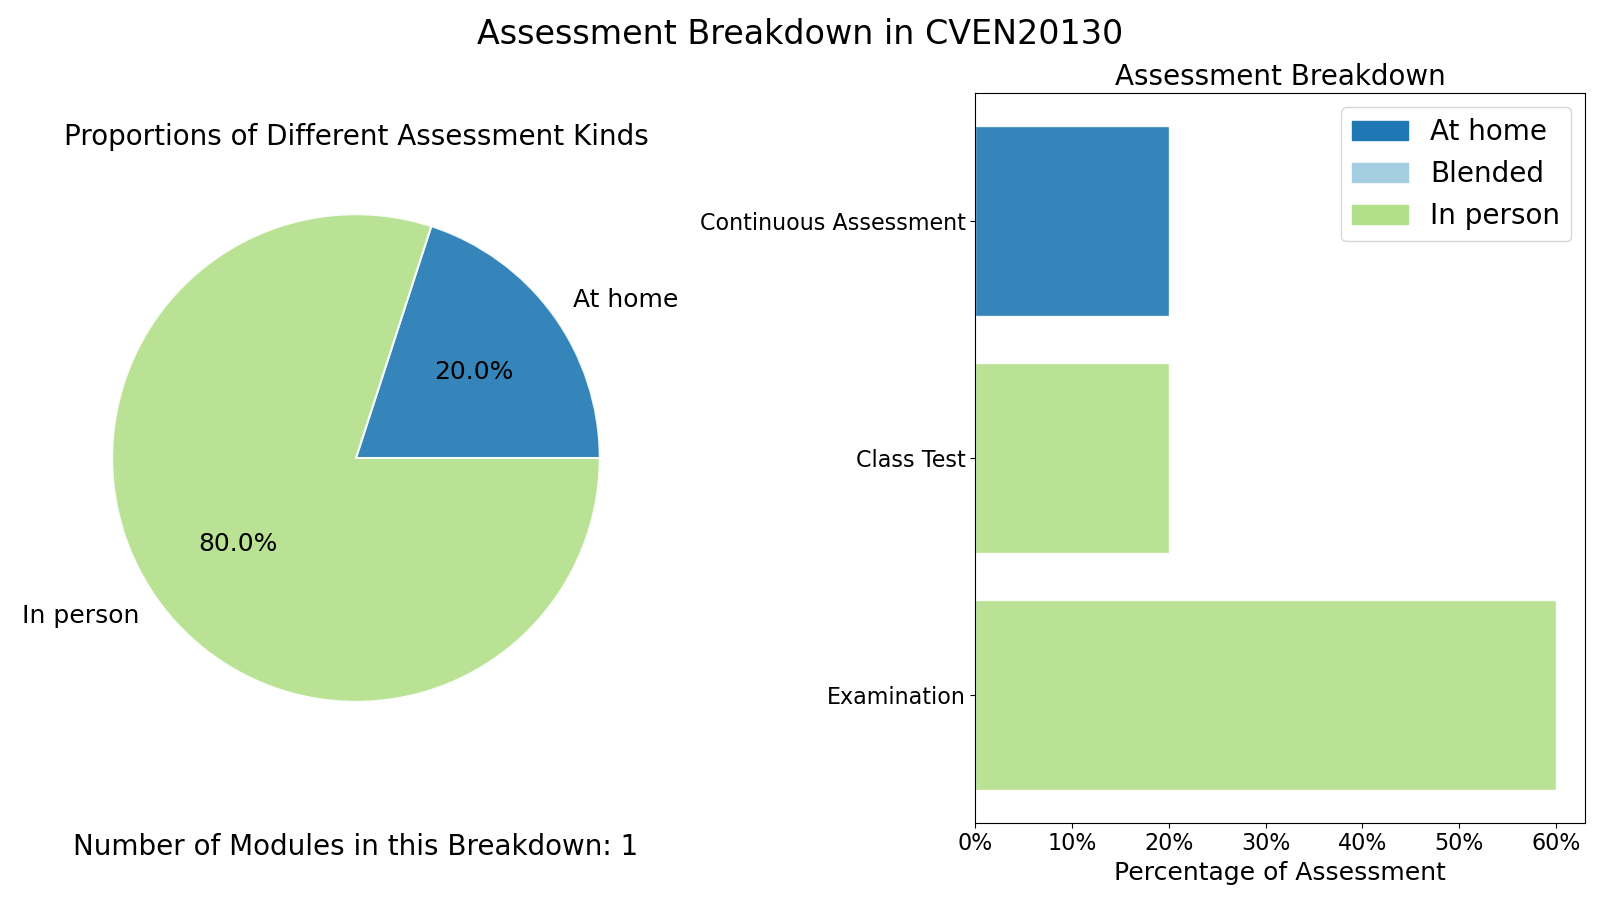 Assessment Breakdown in CVEN20130
Proportions of Different Assessment Kinds
At home
20.0%
80.0%
In person
Number of Modules in this Breakdown: 1
Assessment Breakdown
At home
Blended
In person
Continuous Assessment
Class Test
Examination
0% 10% 20% 30% 40% 50% 60%
Percentage of Assessment